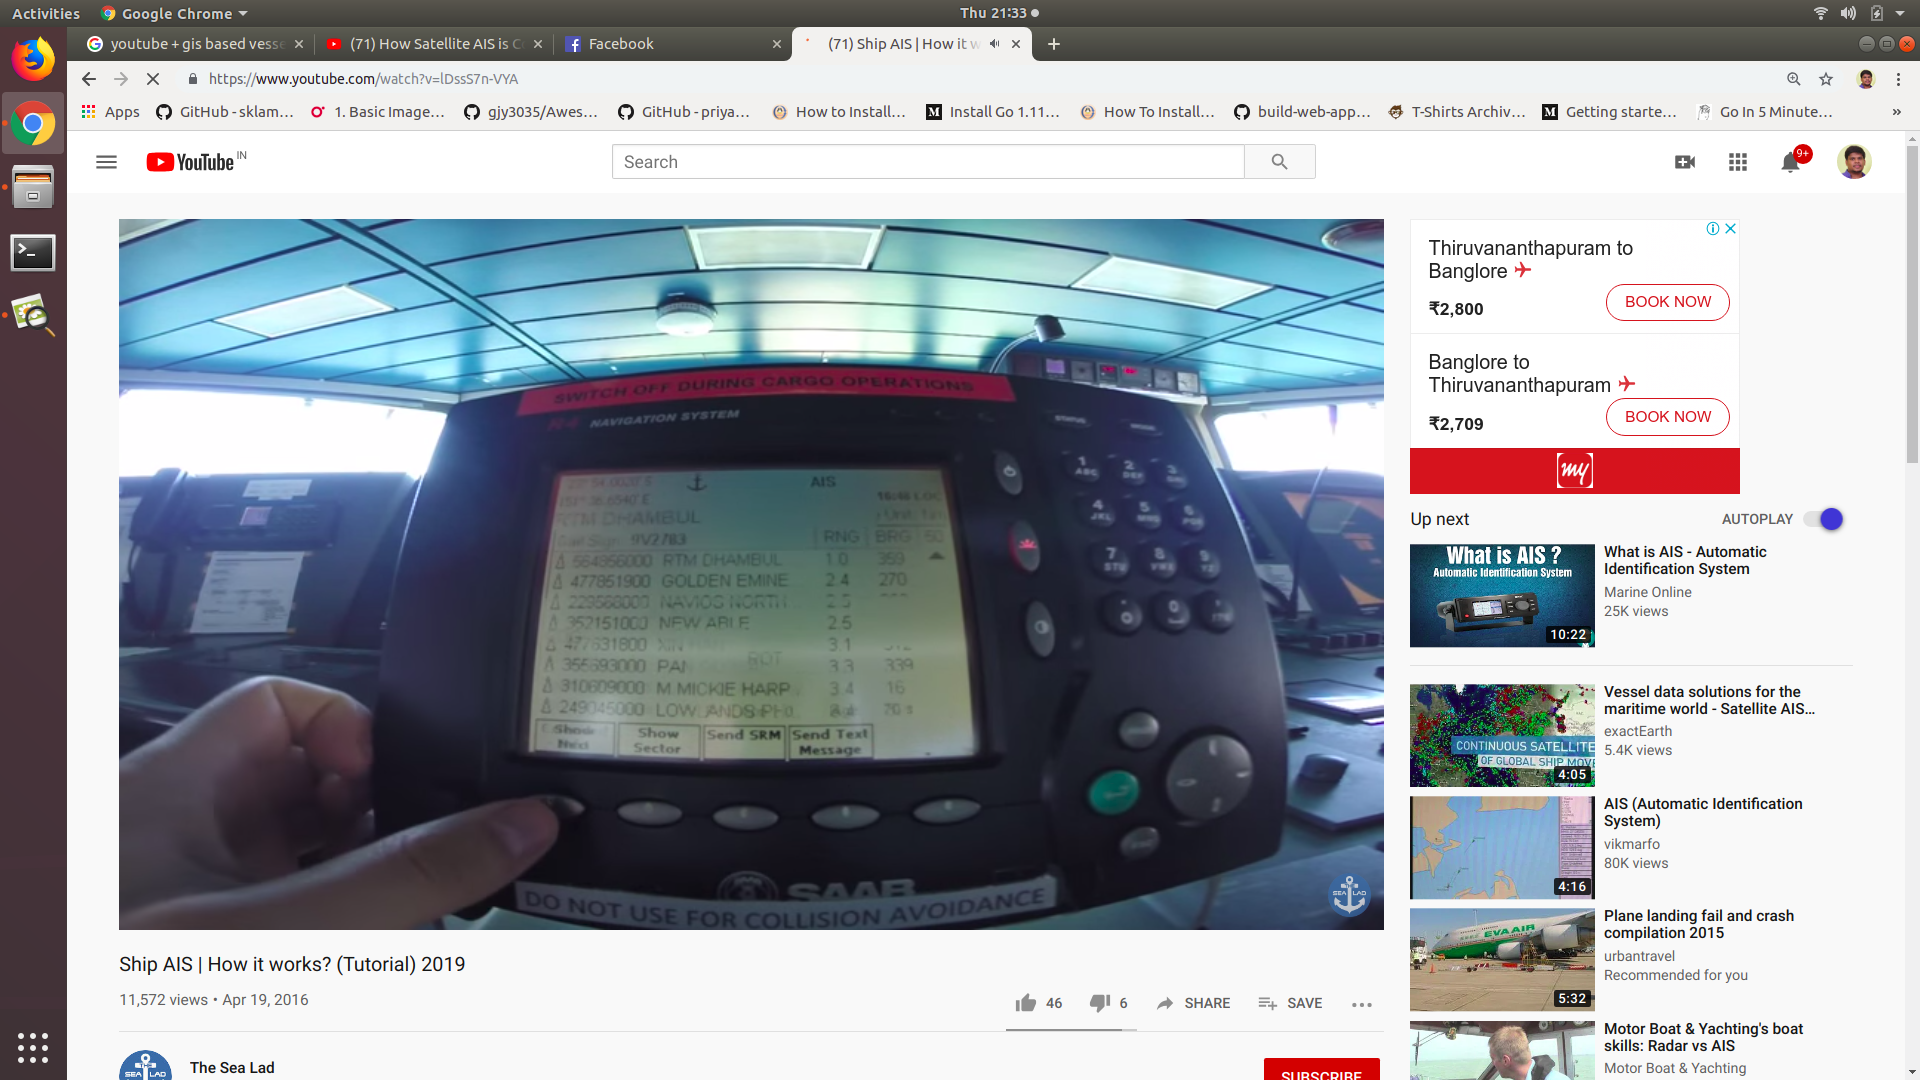 Activities
Google Chrome
Thu 21:33
youtube + gis based vesse
(71) How Satellite AIS is C
Facebook
(71) Ship AIS | How it w
https://www.youtube.com/watch?v=lDssS7n-VYA
Apps
GitHub - sklam...
1. Basic Image...
gjy3035/Awes...
GitHub - priya...
How to Install...
Install Go 1.11...
How To Install...
build-web-app...
T-Shirts Archiv...
Getting starte...
Go In 5 Minute...
»
YouTube IN
Search
9+
SWITCH OFF DURING CARGO OPERATIONS
R4 NAVIGATION SYSTEM
AIS
RTM DHAMBUL
RNG BRG
RTM DHAMBUL 1.0 359
477851900 GOLDEN EMINE 2.4 270
NAVIOS NORTH 2.5
352151000 NEW ABLE 2.5
477631800 3.1
355693000 PAN 3.3 339
310609000 M.MICKIE HARP 3.4 16
249045000
Show Next
Show Sector
Send SRM
Send Text Message
SAAB
DO NOT USE FOR COLLISION AVOIDANCE
SEA LAD
Ship AIS | How it works? (Tutorial) 2019
11,572 views • Apr 19, 2016
46
6
SHARE
SAVE
The Sea Lad
SUBSCRIBE
Thiruvananthapuram to
Banglore
₹2,800
BOOK NOW
Banglore to
Thiruvananthapuram
₹2,709
BOOK NOW
my
Up next
AUTOPLAY
What is AIS ?
Automatic Identification System
10:22
What is AIS - Automatic
Identification System
Marine Online
25K views
CONTINUOUS SATELLITE
OF GLOBAL SHIP MOVE
4:05
Vessel data solutions for the
maritime world - Satellite AIS...
exactEarth
5.4K views
4:16
AIS (Automatic Identification
System)
vikmarfo
80K views
EVA AIR
5:32
Plane landing fail and crash
compilation 2015
urbantravel
Recommended for you
Motor Boat & Yachting's boat
skills: Radar vs AIS
Motor Boat & Yachting